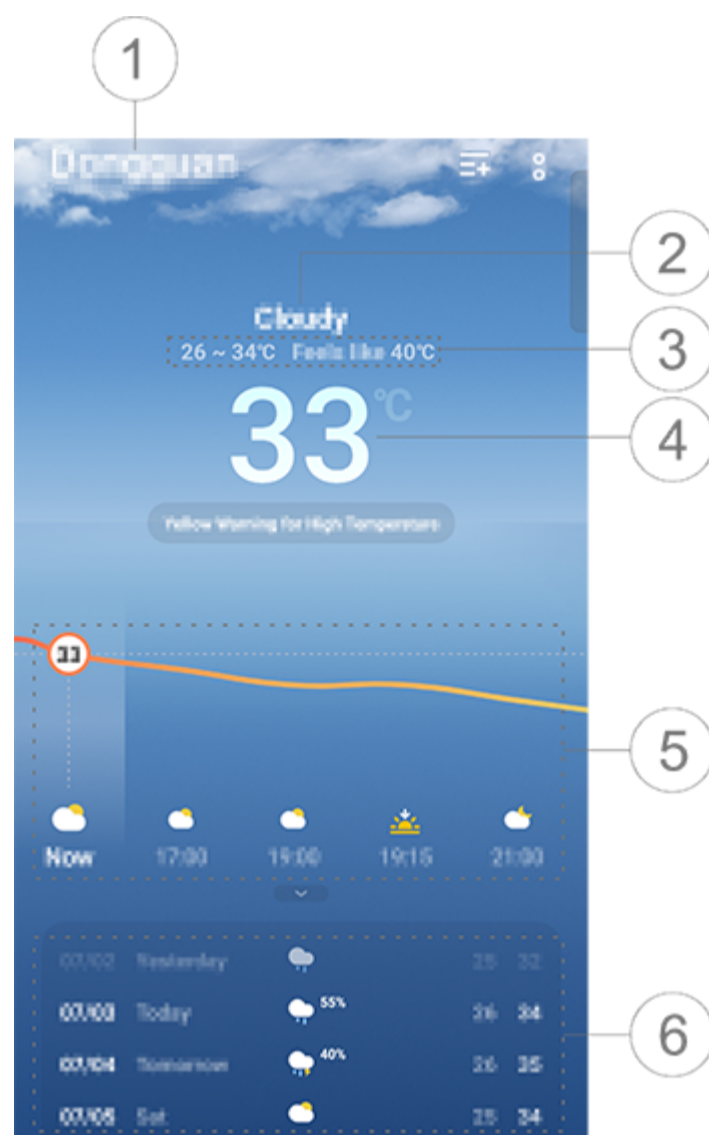 1
Dongguan
2
Cloudy
26 ~ 34°C Feels like 40°C
3
33°C
4
Yellow Warning for High Temperature
33
5
Now 17:00 19:00 19:15 21:00
07/02 Yesterday 25 32
07/03 Today 55% 26 34
07/04 Tomorrow 40% 26 35
6
07/05 Sat 25 34